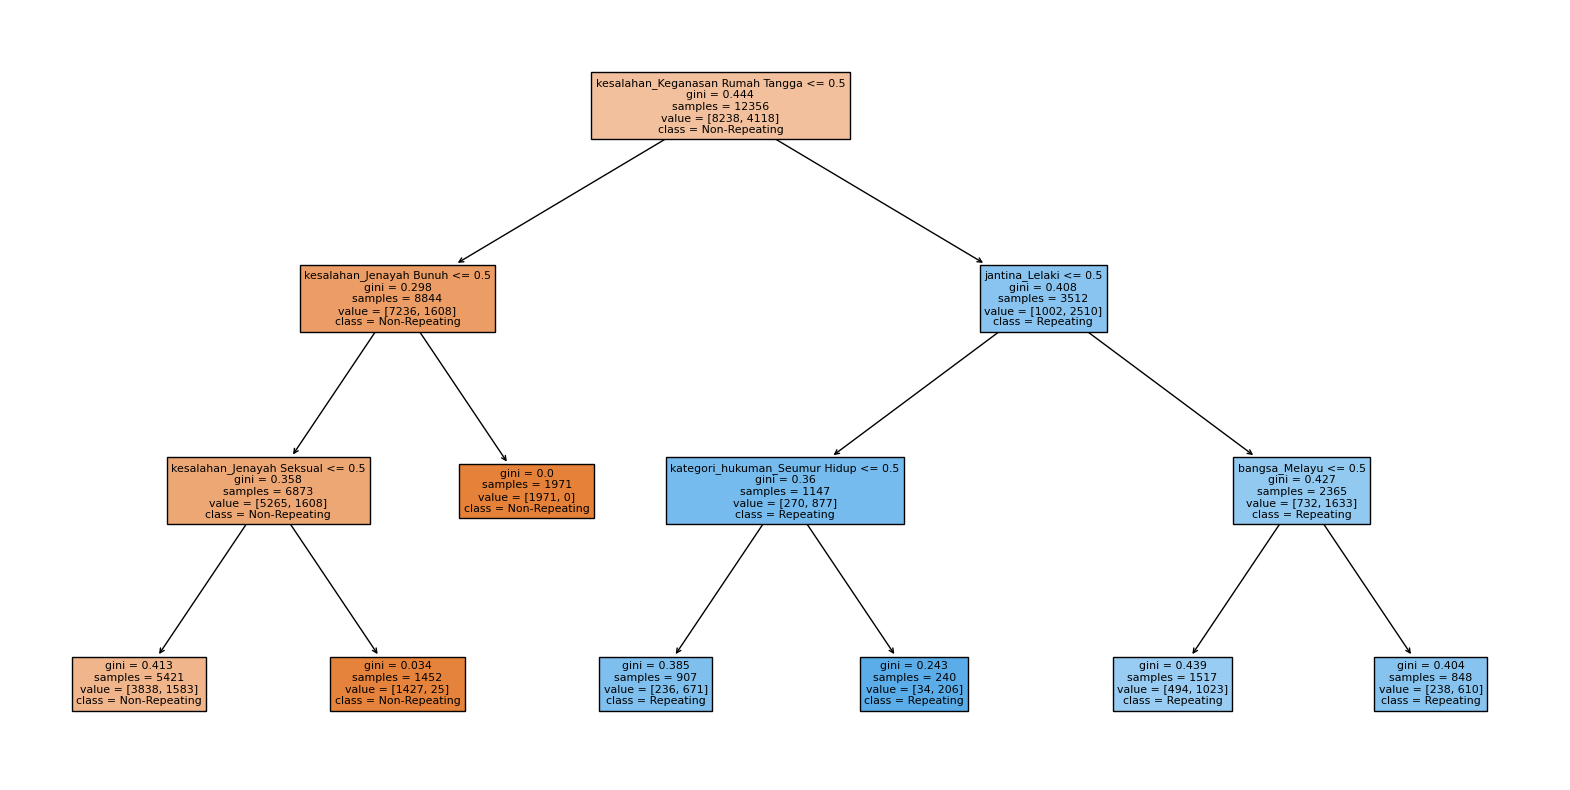 kesalahan_Keganasan Rumah Tangga <= 0.5
gini = 0.444
samples = 12356
value = [8238, 4118]
class = Non-Repeating
kesalahan_Jenayah Bunuh <= 0.5
gini = 0.298
samples = 8844
value = [7236, 1608]
class = Non-Repeating
jantina_Lelaki <= 0.5
gini = 0.408
samples = 3512
value = [1002, 2510]
class = Repeating
kesalahan_Jenayah Seksual <= 0.5
gini = 0.358
samples = 6873
value = [5265, 1608]
class = Non-Repeating
gini = 0.0
samples = 1971
value = [1971, 0]
class = Non-Repeating
kategori_hukuman_Seumur Hidup <= 0.5
gini = 0.36
samples = 1147
value = [270, 877]
class = Repeating
bangsa_Melayu <= 0.5
gini = 0.427
samples = 2365
value = [732, 1633]
class = Repeating
gini = 0.413
samples = 5421
value = [3838, 1583]
class = Non-Repeating
gini = 0.034
samples = 1452
value = [1427, 25]
class = Non-Repeating
gini = 0.385
samples = 907
value = [236, 671]
class = Repeating
gini = 0.243
samples = 240
value = [34, 206]
class = Repeating
gini = 0.439
samples = 1517
value = [494, 1023]
class = Repeating
gini = 0.404
samples = 848
value = [238, 610]
class = Repeating